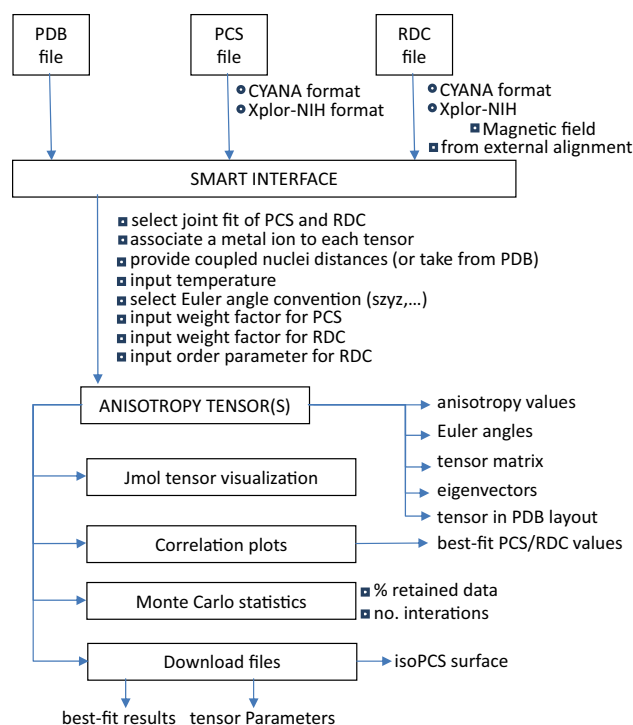 PDB
file
PCS
file
RDC
file
CYANA format
Xplor-NIH format
CYANA format
Xplor-NIH
Magnetic field
from external alignment
SMART INTERFACE
select joint fit of PCS and RDC
associate a metal ion to each tensor
provide coupled nuclei distances (or take from PDB)
input temperature
select Euler angle convention (szyz,...)
input weight factor for PCS
input weight factor for RDC
input order parameter for RDC
ANISOTROPY TENSOR(S)
anisotropy values
Euler angles
tensor matrix
eigenvectors
tensor in PDB layout
Jmol tensor visualization
Correlation plots
best-fit PCS/RDC values
Monte Carlo statistics
% retained data
no. interations
Download files
isoPCS surface
best-fit results
tensor Parameters